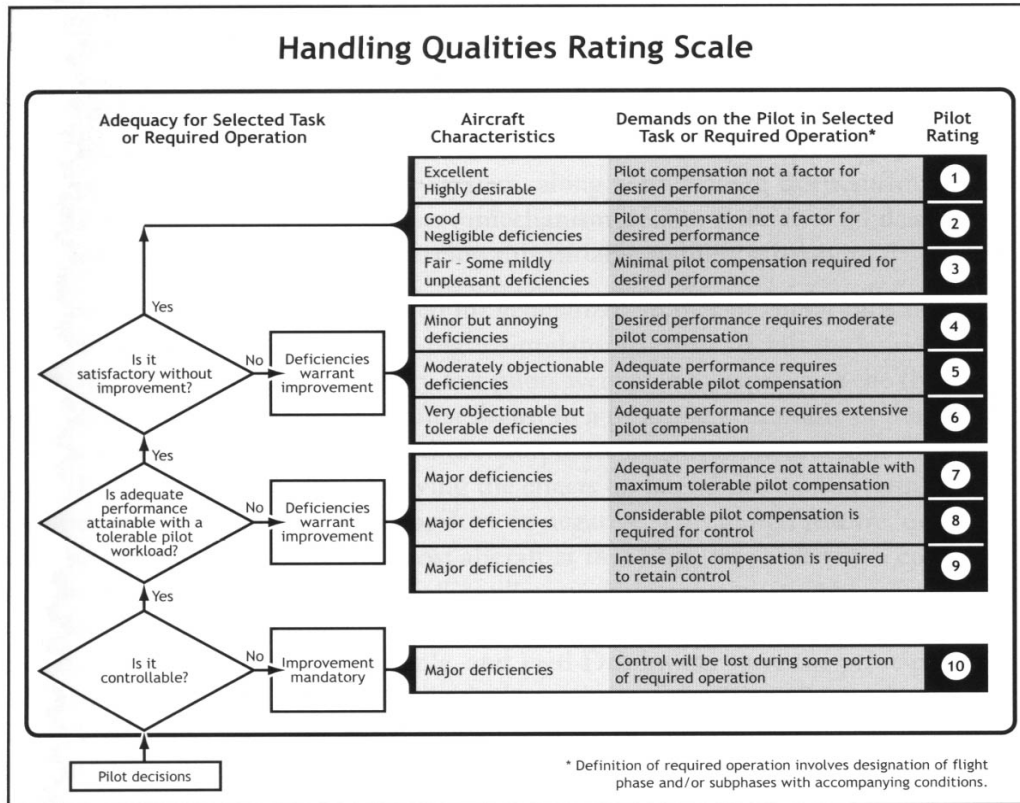 Handling Qualities Rating Scale
Adequacy for Selected Task
or Required Operation
Aircraft
Characteristics
Demands on the Pilot in Selected
Task or Required Operation*
Pilot
Rating
Excellent
Highly desirable
Pilot compensation not a factor for
desired performance
1
Good
Negligible deficiencies
Pilot compensation not a factor for
desired performance
2
Fair - Some mildly
unpleasant deficiencies
Minimal pilot compensation required for
desired performance
3
Yes
Is it
satisfactory without
improvement?
No
Deficiencies
warrant
improvement
Minor but annoying
deficiencies
Desired performance requires moderate
pilot compensation
4
Moderately objectionable
deficiencies
Adequate performance requires
considerable pilot compensation
5
Very objectionable but
tolerable deficiencies
Adequate performance requires extensive
pilot compensation
6
Yes
Is adequate
performance
attainable with a
tolerable pilot
workload?
No
Deficiencies
warrant
improvement
Major deficiencies
Adequate performance not attainable with
maximum tolerable pilot compensation
7
Major deficiencies
Considerable pilot compensation is
required for control
8
Major deficiencies
Intense pilot compensation is required
to retain control
9
Yes
Is it
controllable?
No
Improvement
mandatory
Major deficiencies
Control will be lost during some portion
of required operation
10
Pilot decisions
* Definition of required operation involves designation of flight
phase and/or subphases with accompanying conditions.